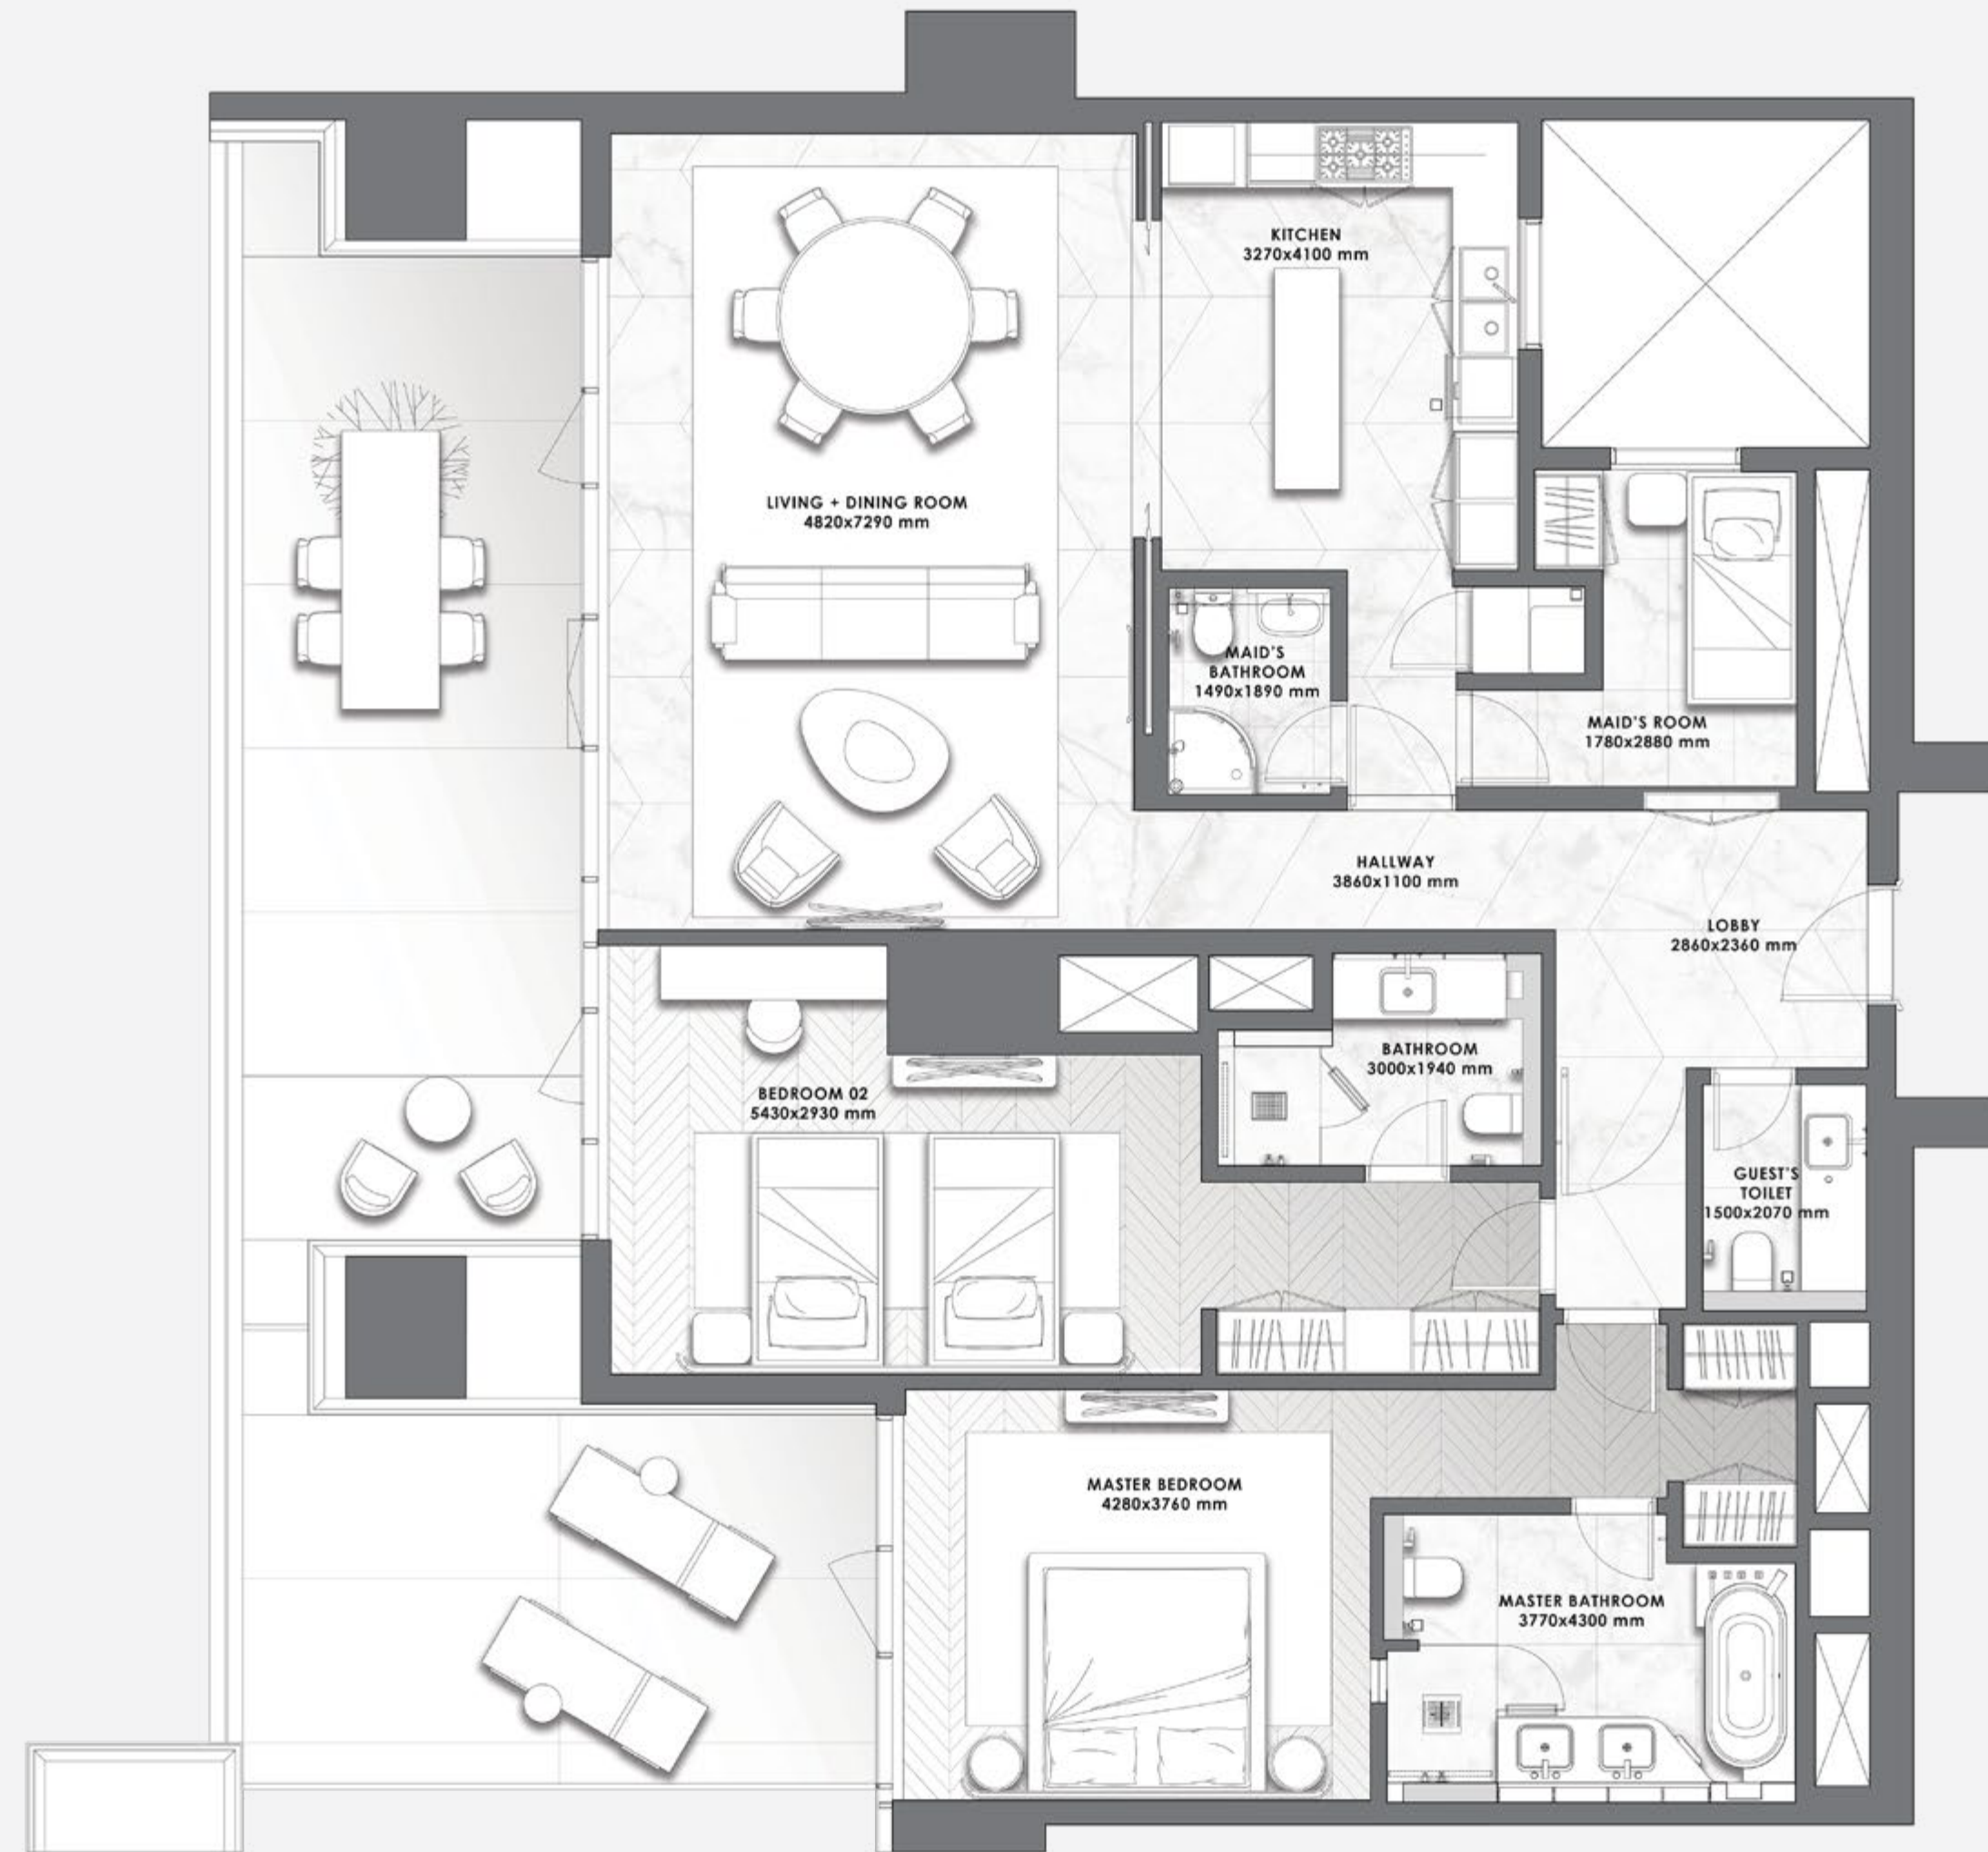 KITCHEN
3270x4100 mm
LIVING + DINING ROOM
4820x7290 mm
MAID'S
BATHROOM
1490x1890 mm
MAID'S ROOM
1780x2880 mm
HALLWAY
3860x1100 mm
LOBBY
2860x2360 mm
BATHROOM
3000x1940 mm
BEDROOM 02
5430x2930 mm
GUEST'S
TOILET
1500x2070 mm
MASTER BEDROOM
4280x3760 mm
MASTER BATHROOM
3770x4300 mm